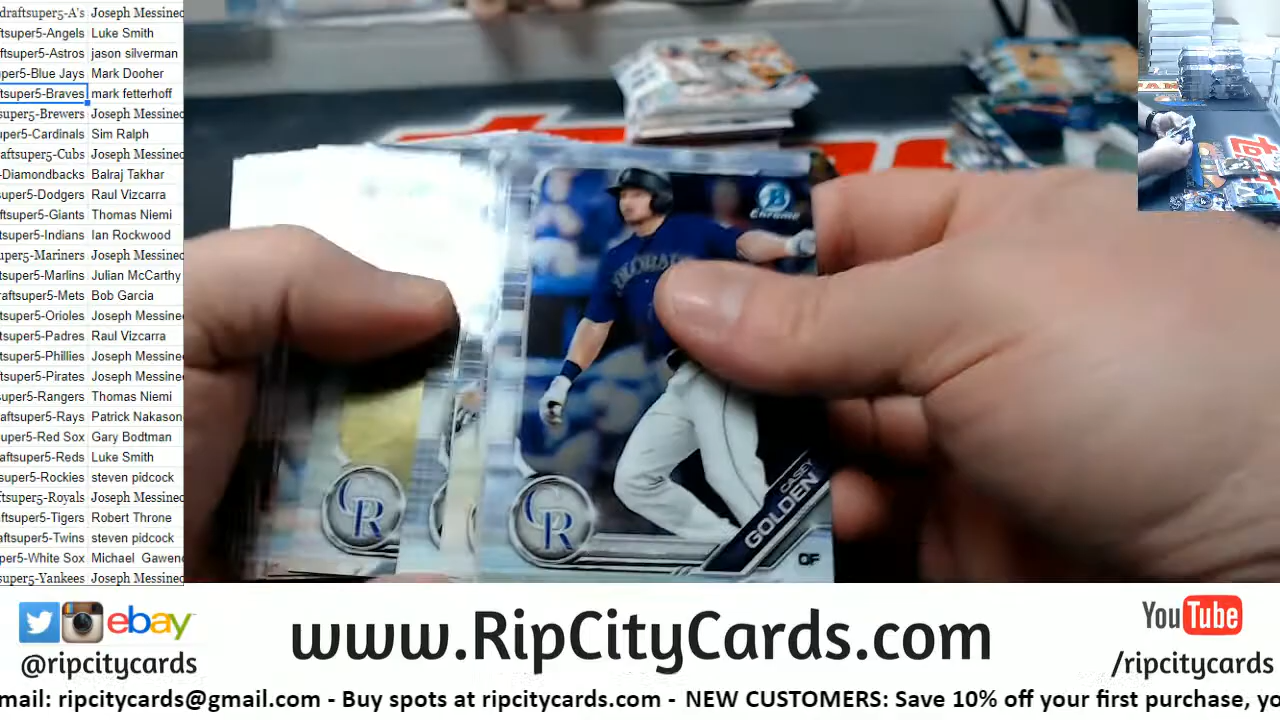 draftsuper5-A's Joseph Messinec
ftsuper5-Angels Luke Smith
ftsuper5-Astros jason silverman
uper5-Blue Jays Mark Dooher
tsuper5-Braves mark fetterhoff
super5-Brewers Joseph Messinec
uper5-Cardinals Sim Ralph
aftsuper5-Cubs Joseph Messinec
-Diamondbacks Balraj Takhar
tsuper5-Dodgers Raul Vizcarra
ftsuper5-Giants Thomas Niemi
ftsuper5-Indians Ian Rockwood
uper5-Mariners Joseph Messinec
tsuper5-Marlins Julian McCarthy
raftsuper5-Mets Bob Garcia
tsuper5-Orioles Joseph Messinec
ftsuper5-Padres Raul Vizcarra
tsuper5-Phillies Joseph Messinec
ftsuper5-Pirates Joseph Messinec
tsuper5-Rangers Thomas Niemi
aftsuper5-Rays Patrick Nakason
uper5-Red Sox Gary Bodtman
ftsuper5-Reds Luke Smith
tsuper5-Rockies steven pidcock
ftsuper5-Royals Joseph Messinec
ftsuper5-Tigers Robert Throne
aftsuper5-Twins steven pidcock
per5-White Sox Michael Gawen
super5-Yankees Joseph Messinec
B
Chrome
COLORADO
CR
CR
CASEY
GOLDEN
OF
ebay
@ripcitycards
www.RipCityCards.com
YouTube
/ripcitycards
mail: ripcitycards@gmail.com - Buy spots at ripcitycards.com - NEW CUSTOMERS: Save 10% off your first purchase, yo